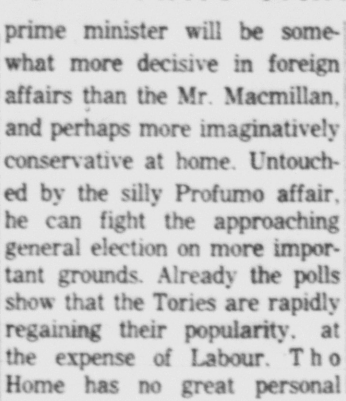 prime minister will be some-
what more decisive in foreign
affairs than the Mr. Macmillan,
and perhaps more imaginatively
conservative at home. Untouch-
ed by the silly Profumo affair,
he can fight the approaching
general election on more impor-
tant grounds. Already the polls
show that the Tories are rapidly
regaining their popularity, at
the expense of Labour. Tho
Home has no great personal